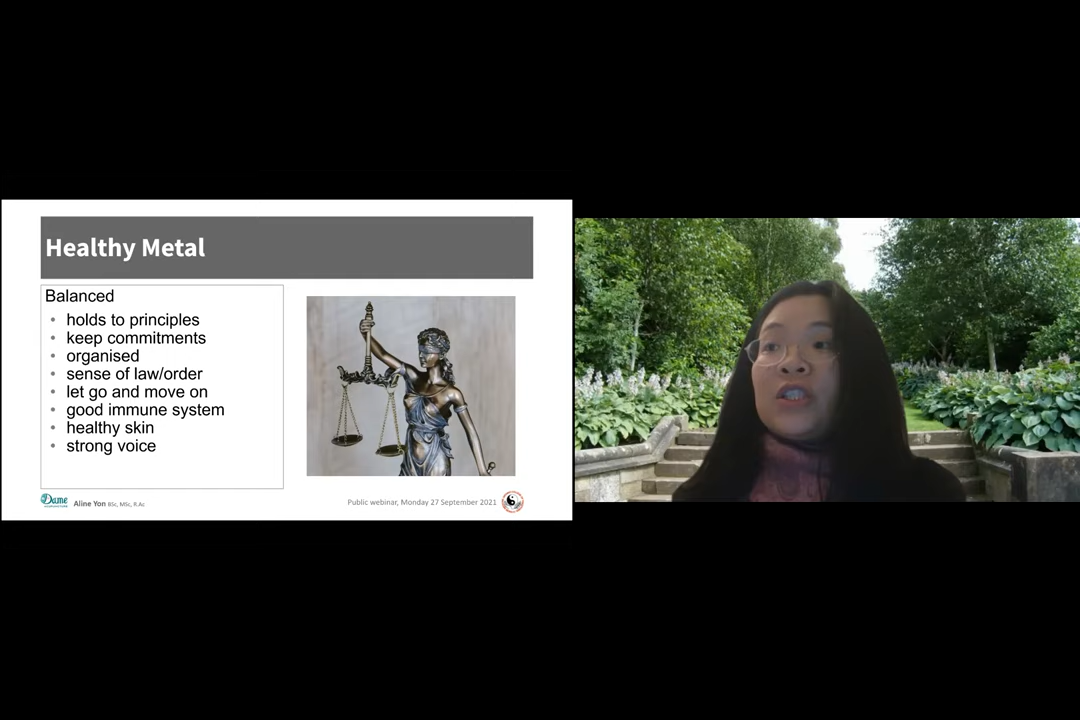 Healthy Metal
Balanced
• holds to principles
• keep commitments
• organised
• sense of law/order
• let go and move on
• good immune system
• healthy skin
• strong voice
Dame
Aline Yon BSc, MSc, R.Ac
Public webinar, Monday 27 September 2021